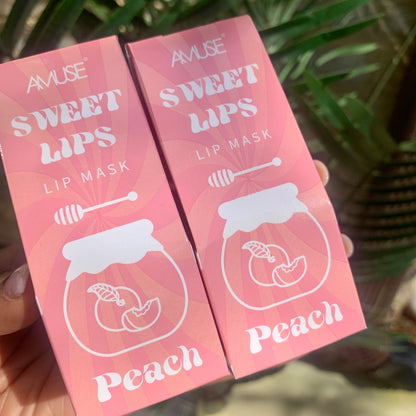 AMUSE®
SWEET
LIPS
LIP MASK
Peach
AMUSE®
SWEET
LIPS
LIP MASK
Peach